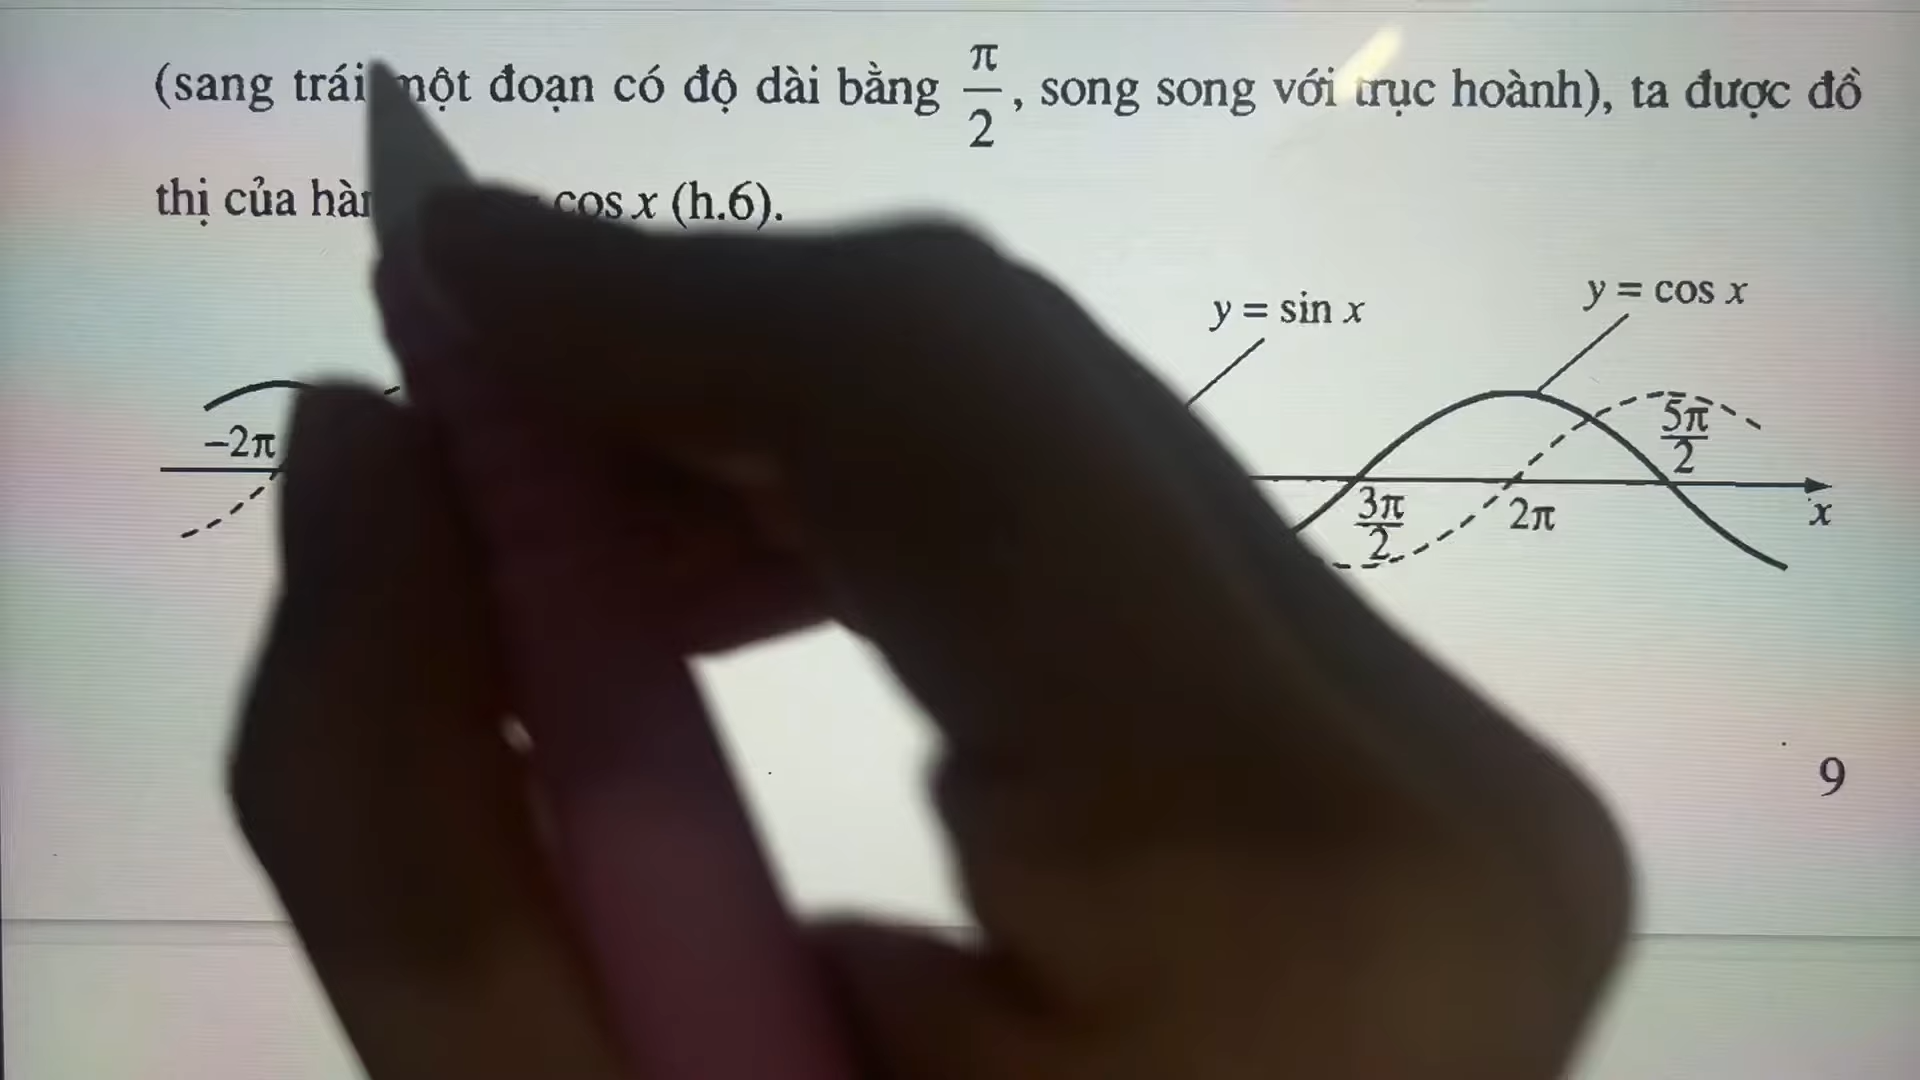 (sang trái một đoạn có độ dài bằng π/2, song song với trục hoành), ta được đồ
thị của cos x (h.6).
y = sin x
y = cos x
–2π
5π/2
3π/2
2π
x
9